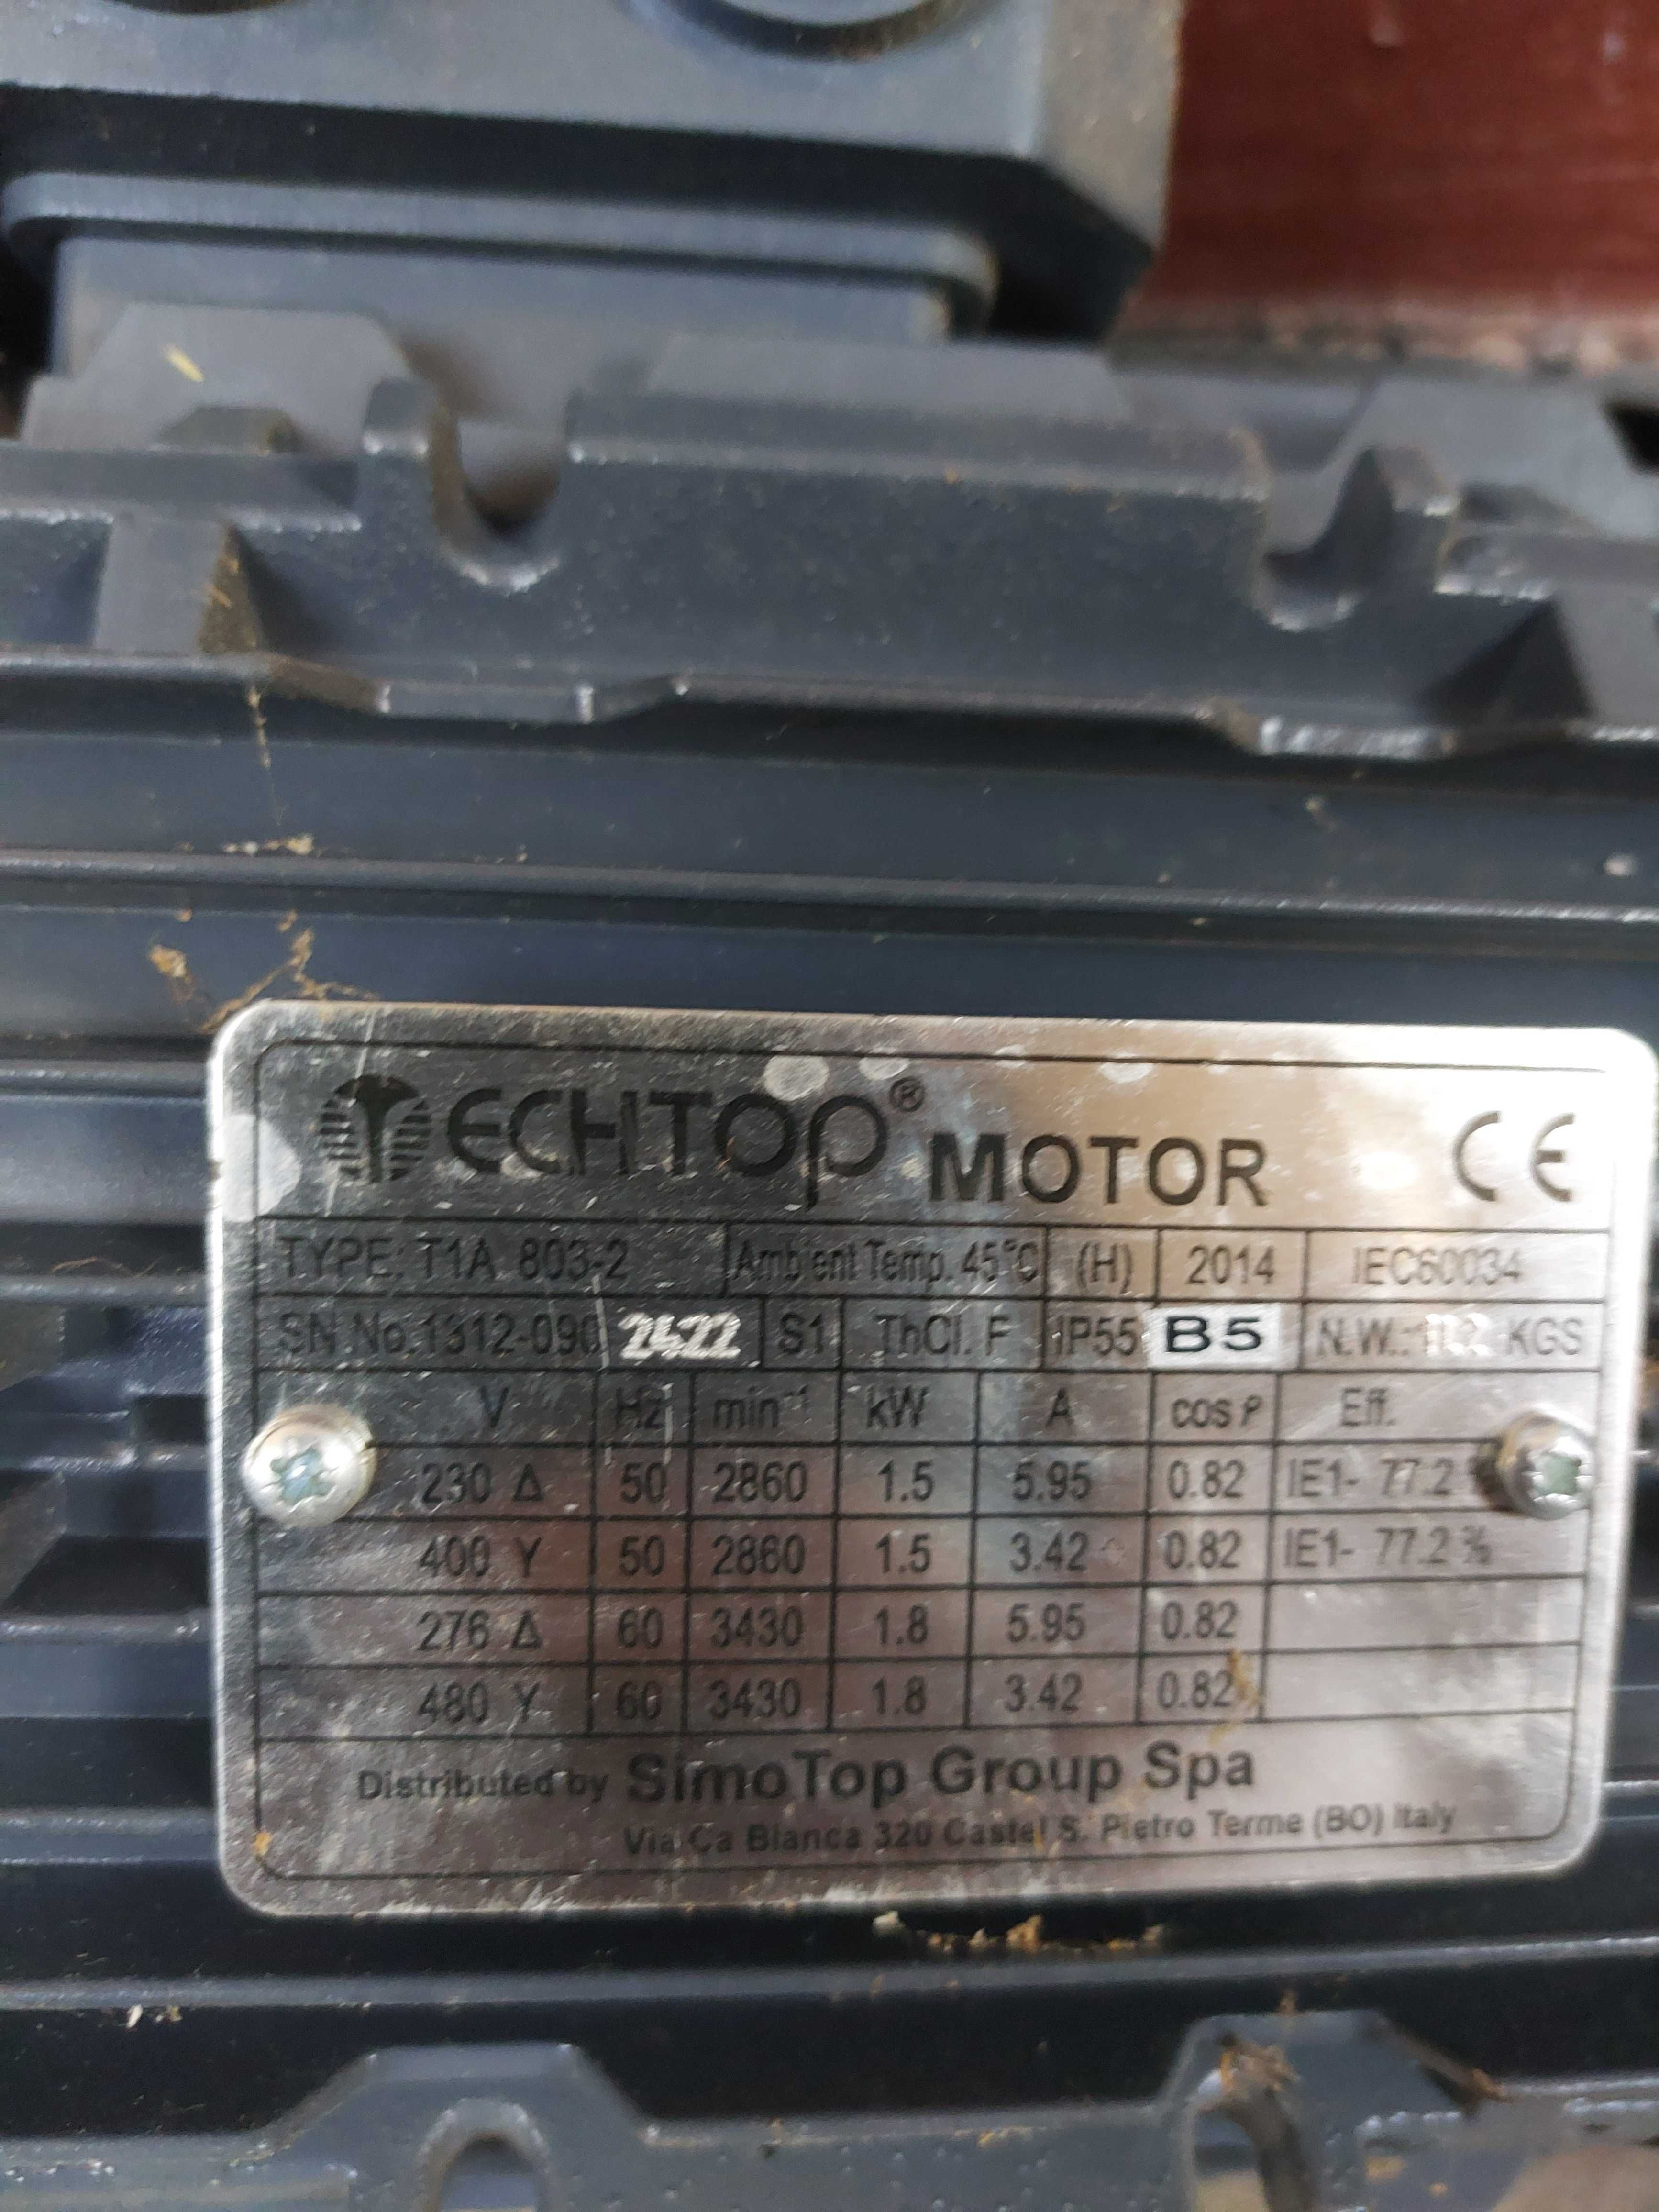 TECHTOP® MOTOR CE
TYPE: T1A 803-2 Ambient Temp. 45°C (H) 2014 IEC60034
SN No.1312-090 2422 S1 ThCl. F IP55 B5 N.W.: KGS
V Hz min⁻¹ kW A cos φ Eff.
230 Δ 50 2860 1.5 5.95 0.82 IE1- 77.2
400 Y 50 2860 1.5 3.42 0.82 IE1- 77.2 %
276 Δ 60 3430 1.8 5.95 0.82
480 Y 60 3430 1.8 3.42 0.82
Distributed by SimoTop Group Spa
Via Ca Bianca 320 Castel S. Pietro Terme (BO) Italy